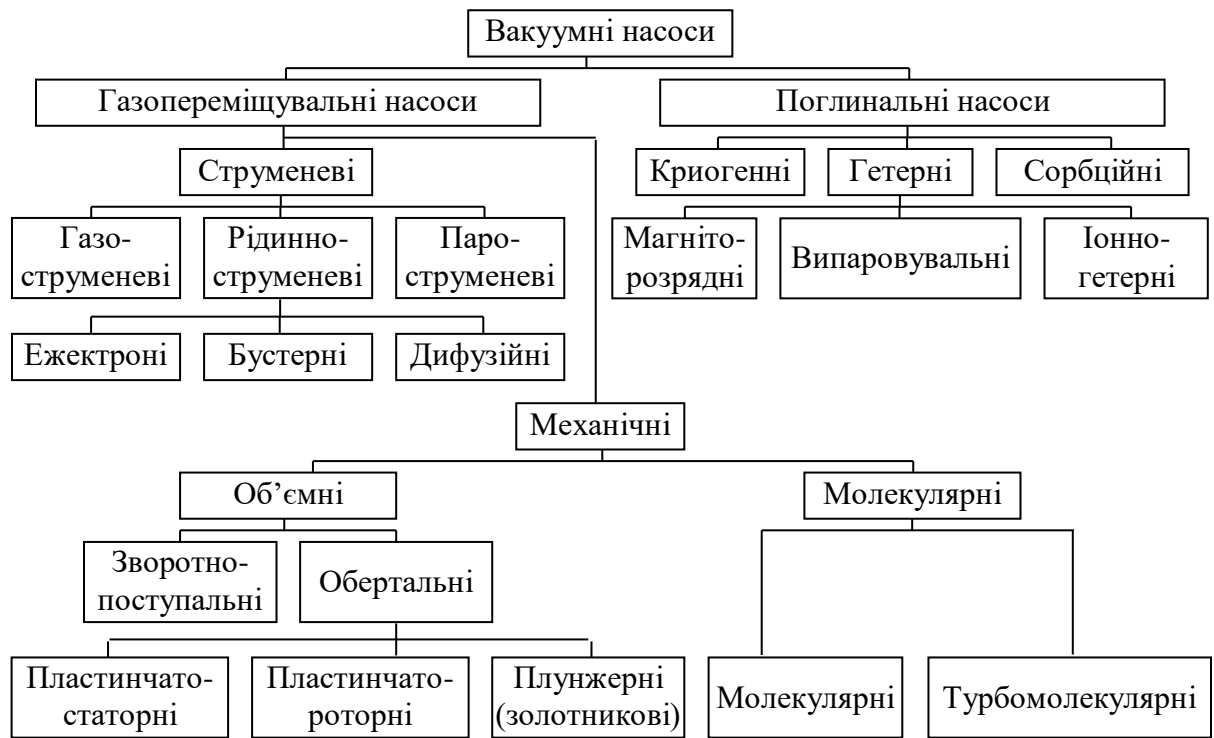 Вакуумні насоси
Газопереміщувальні насоси
Поглинальні насоси
Струменеві
Криогенні
Гетерні
Сорбційні
Газо-
струменеві
Рідинно-
струменеві
Паро-
струменеві
Магніто-
розрядні
Випаровувальні
Іонно-
гетерні
Ежектроні
Бустерні
Дифузійні
Механічні
Об’ємні
Молекулярні
Зворотно-
поступальні
Обертальні
Пластинчато-
статорні
Пластинчато-
роторні
Плунжерні
(золотникові)
Молекулярні
Турбомолекулярні